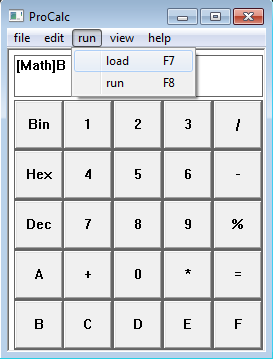 ProCalc
file edit run view help
[Math]B
load F7
run F8
Bin 1 2 3 /
Hex 4 5 6 -
Dec 7 8 9 %
A + 0 * =
B C D E F